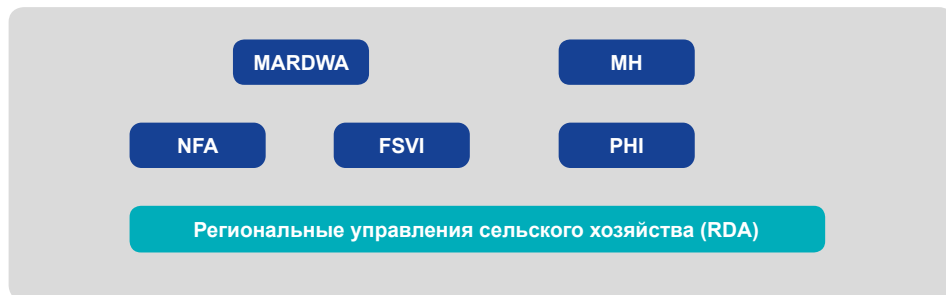 MARDWA
MH
NFA
FSVI
PHI
Региональные управления сельского хозяйства (RDA)